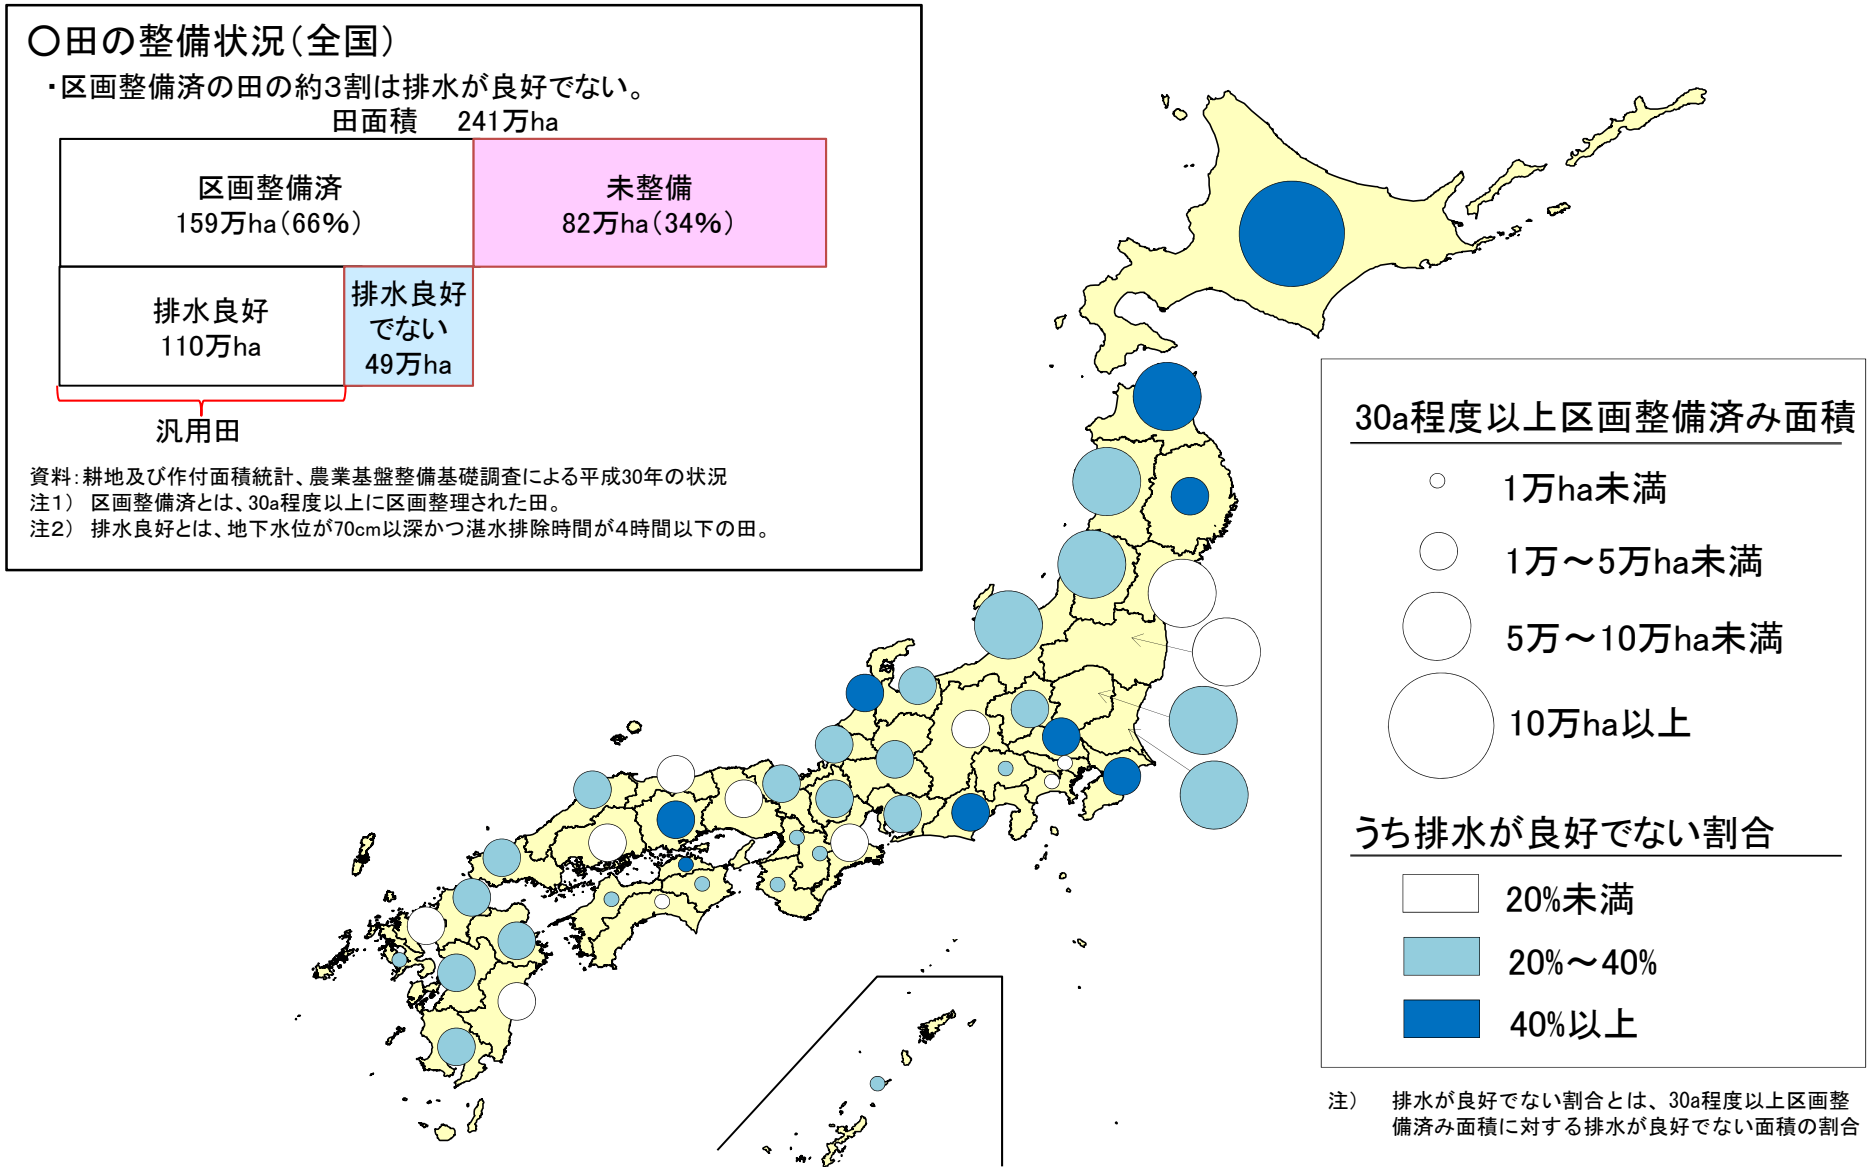 〇田の整備状況（全国）
・区画整備済の田の約３割は排水が良好でない。
田面積　241万ha
区画整備済
159万ha（66％）
未整備
82万ha（34％）
排水良好
110万ha
排水良好
でない
49万ha
汎用田
資料：耕地及び作付面積統計、農業基盤整備基礎調査による平成30年の状況
注１）　区画整備済とは、30a程度以上に区画整理された田。
注２）　排水良好とは、地下水位が70cm以深かつ湛水排除時間が４時間以下の田。
30a程度以上区画整備済み面積
1万ha未満
1万～5万ha未満
5万～10万ha未満
10万ha以上
うち排水が良好でない割合
20%未満
20%～40%
40%以上
注）　排水が良好でない割合とは、30a程度以上区画整
備済み面積に対する排水が良好でない面積の割合